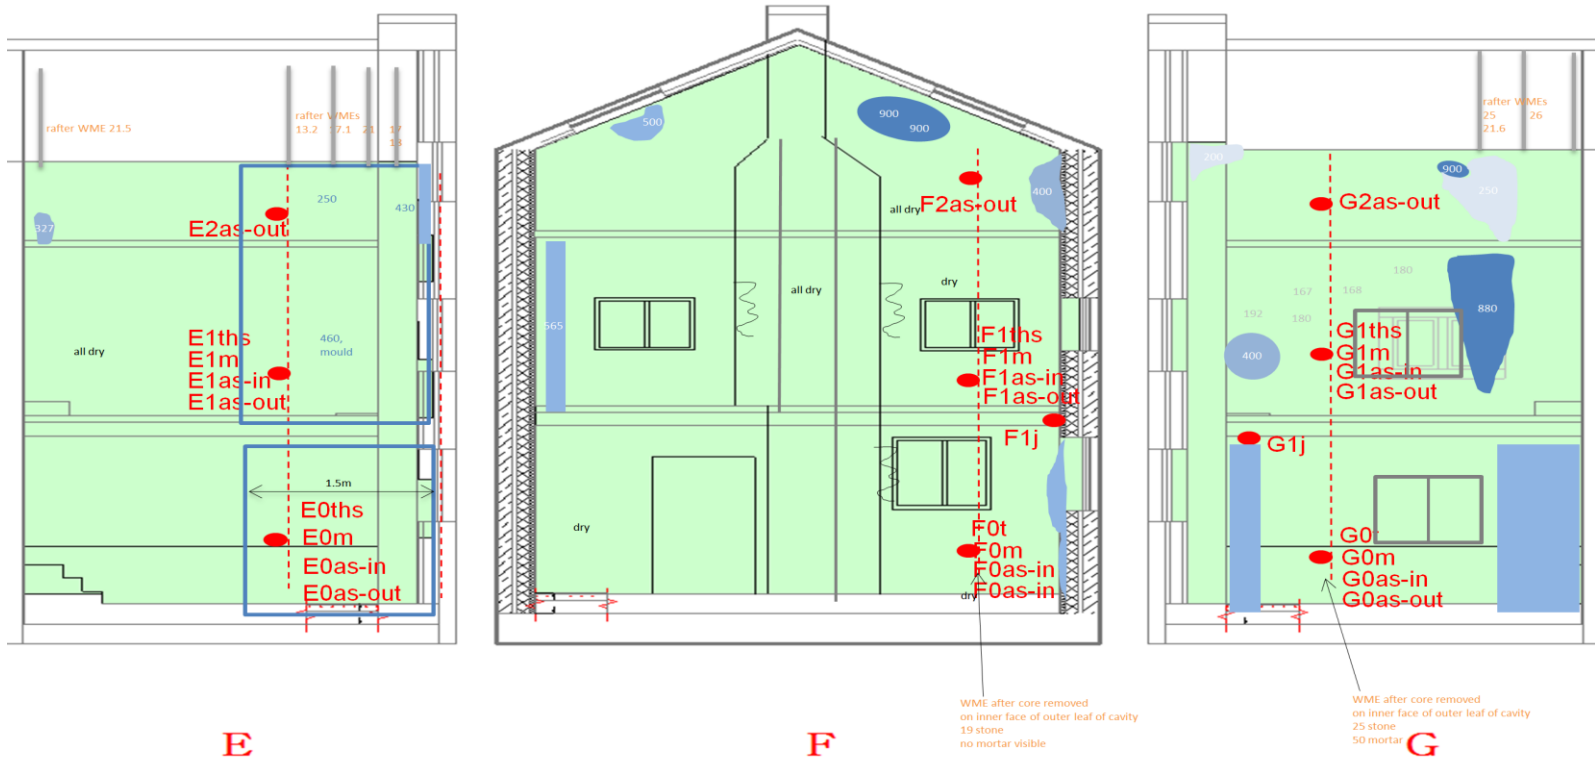 rafter WME 21.5
rafter WMEs
13.2 17.1 21 17
18
250
430
327
E2as-out
all dry
E1ths
E1m
E1as-in
E1as-out
460,
mould
1.5m
E0ths
E0m
E0as-in
E0as-out
E
500
900
900
400
F2as-out
all dry
dry
all dry
565
F1ths
F1m
F1as-in
F1as-out
F1j
dry
F0t
F0m
F0as-in
F0as-in
dry
WME after core removed
on inner face of outer leaf of cavity
19 stone
no mortar visible
F
rafter WMEs
25 26
21.6
200
900
250
G2as-out
180
167 168
192
180
880
400
G1ths
G1m
G1as-in
G1as-out
G1j
G0t
G0m
G0as-in
G0as-out
WME after core removed
on inner face of outer leaf of cavity
25 stone
50 mortar
G